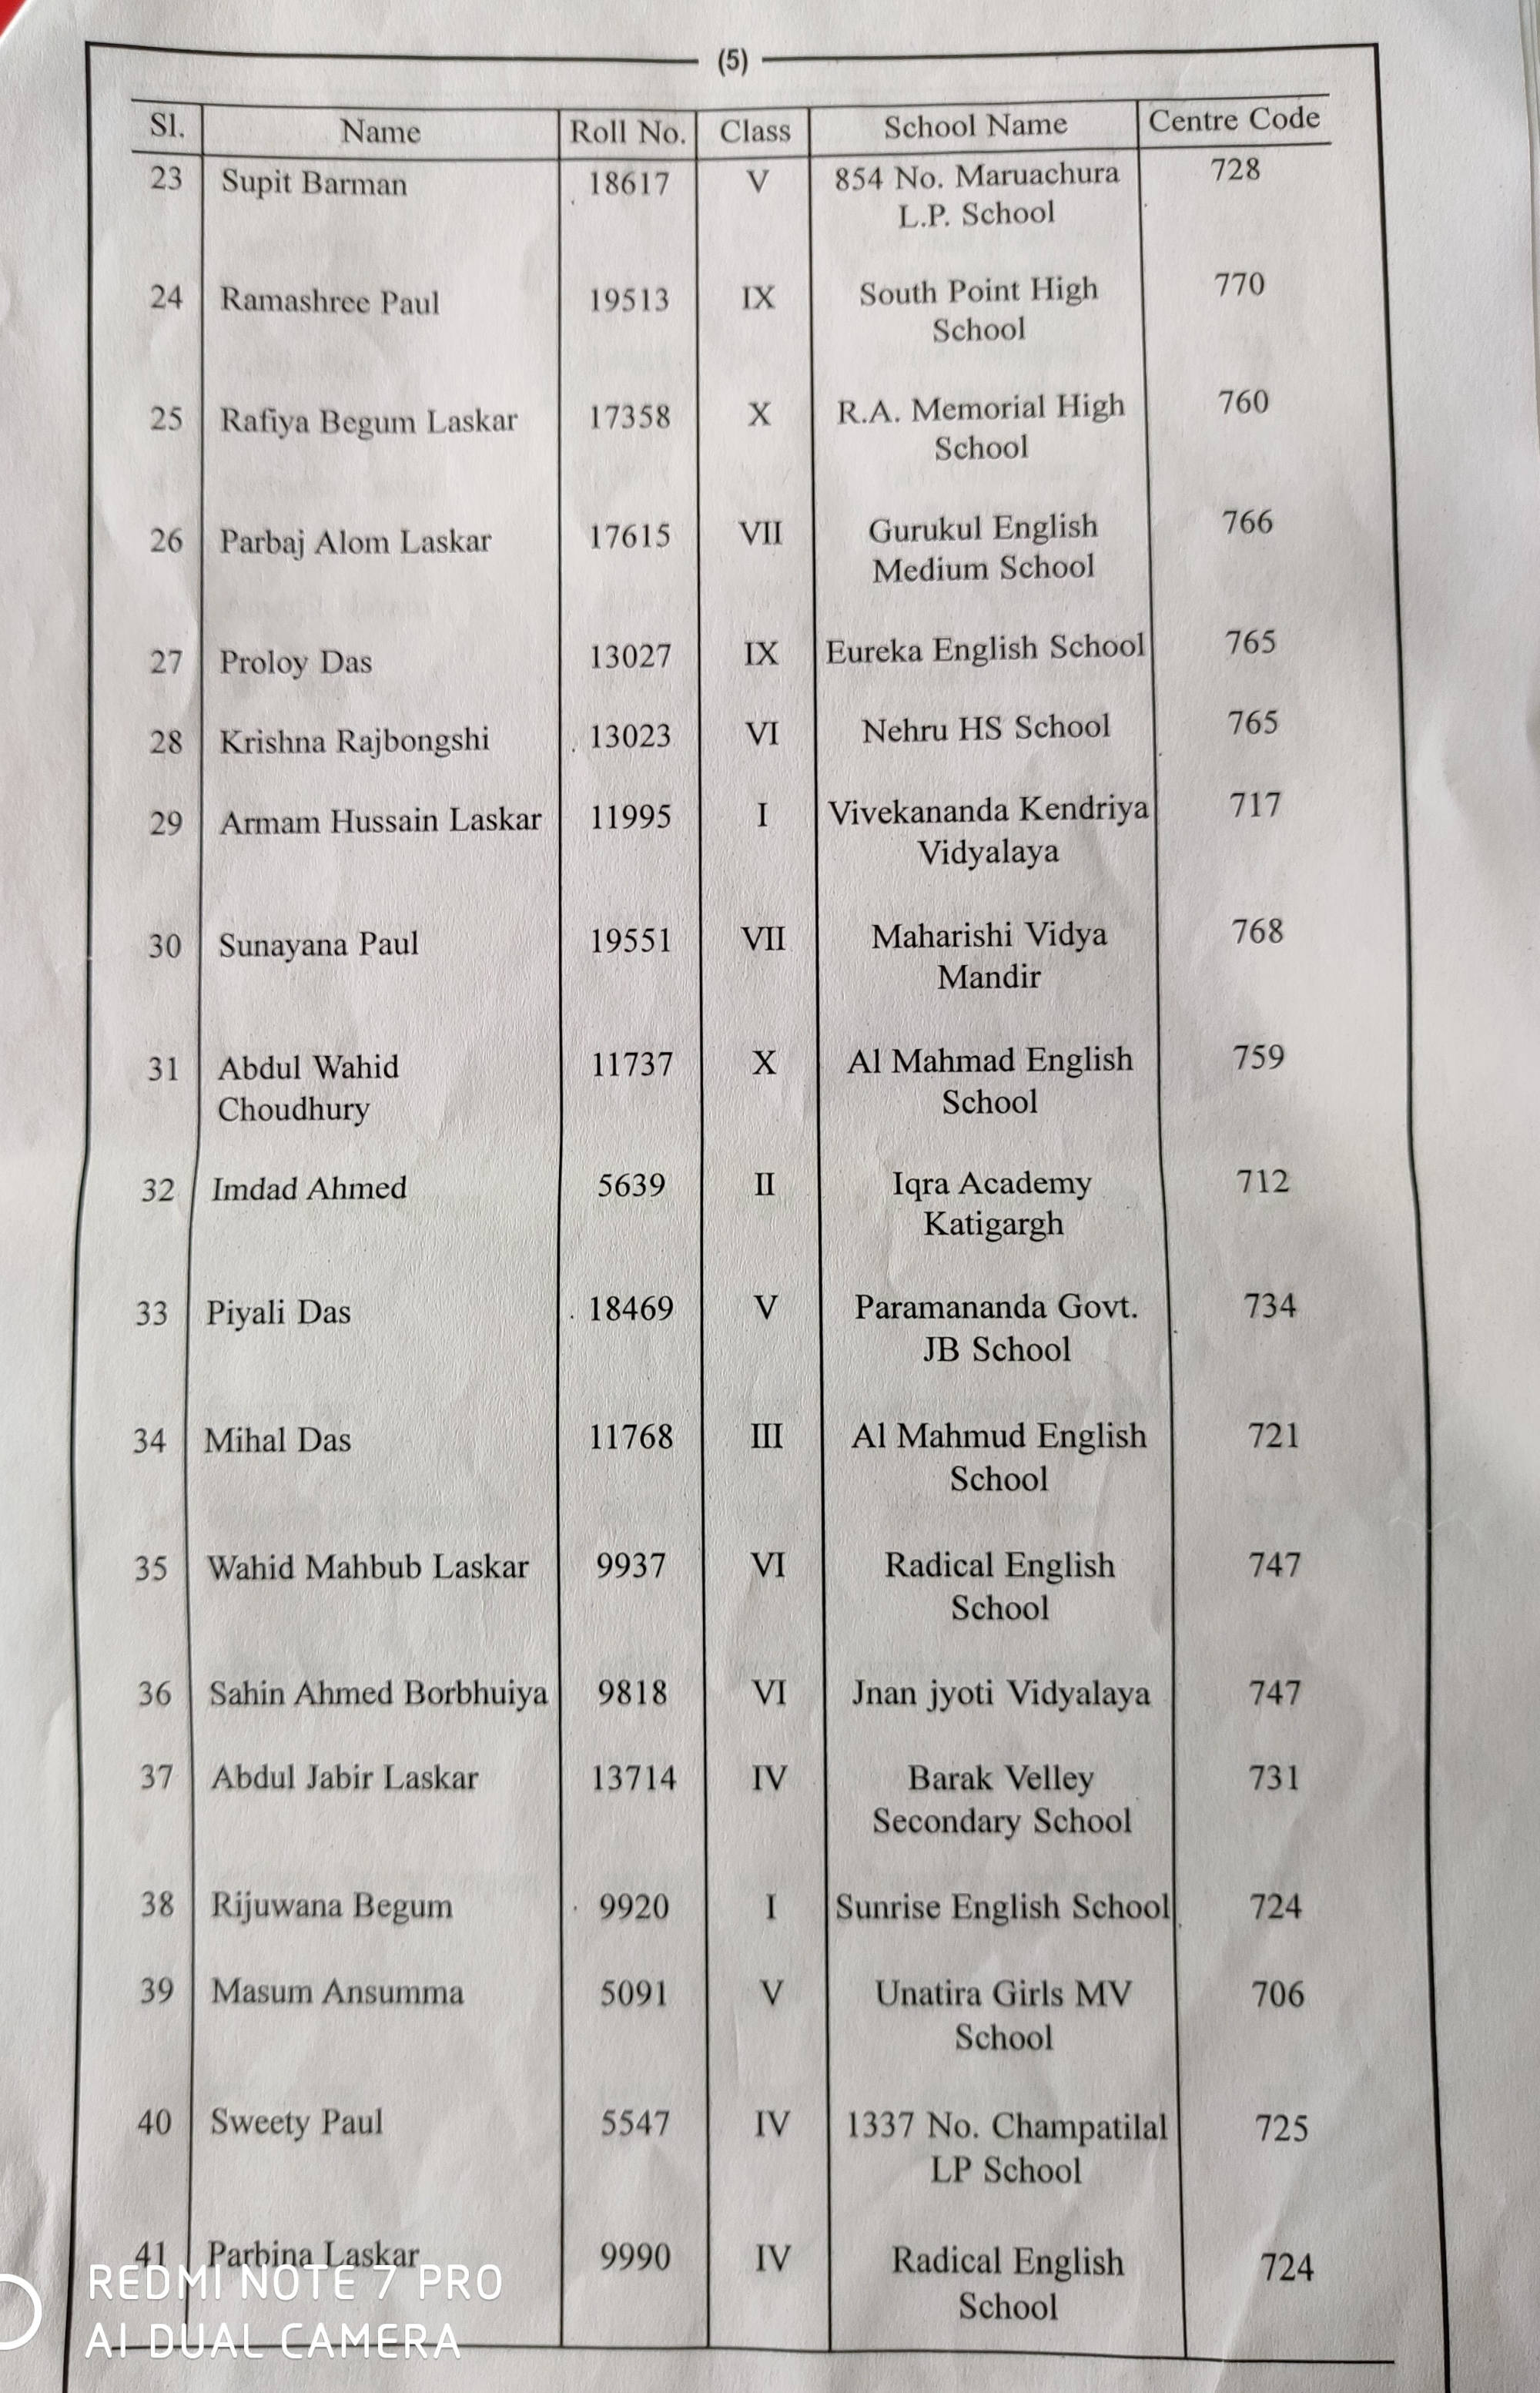 (5)
Sl. Name Roll No. Class School Name Centre Code
23 Supit Barman 18617 V 854 No. Maruachura 728
L.P. School
24 Ramashree Paul 19513 IX South Point High 770
School
25 Rafiya Begum Laskar 17358 X R.A. Memorial High 760
School
26 Parbaj Alom Laskar 17615 VII Gurukul English 766
Medium School
27 Proloy Das 13027 IX Eureka English School 765
28 Krishna Rajbongshi 13023 VI Nehru HS School 765
29 Armam Hussain Laskar 11995 I Vivekananda Kendriya 717
Vidyalaya
30 Sunayana Paul 19551 VII Maharishi Vidya 768
Mandir
31 Abdul Wahid 11737 X Al Mahmad English 759
Choudhury School
32 Imdad Ahmed 5639 II Iqra Academy 712
Katigargh
33 Piyali Das 18469 V Paramananda Govt. 734
JB School
34 Mihal Das 11768 III Al Mahmud English 721
School
35 Wahid Mahbub Laskar 9937 VI Radical English 747
School
36 Sahin Ahmed Borbhuiya 9818 VI Jnan jyoti Vidyalaya 747
37 Abdul Jabir Laskar 13714 IV Barak Velley 731
Secondary School
38 Rijuwana Begum 9920 I Sunrise English School 724
39 Masum Ansumma 5091 V Unatira Girls MV 706
School
40 Sweety Paul 5547 IV 1337 No. Champatilal 725
LP School
41 Parbina Laskar 9990 IV Radical English 724
School
REDMI NOTE 7 PRO
AI DUAL CAMERA